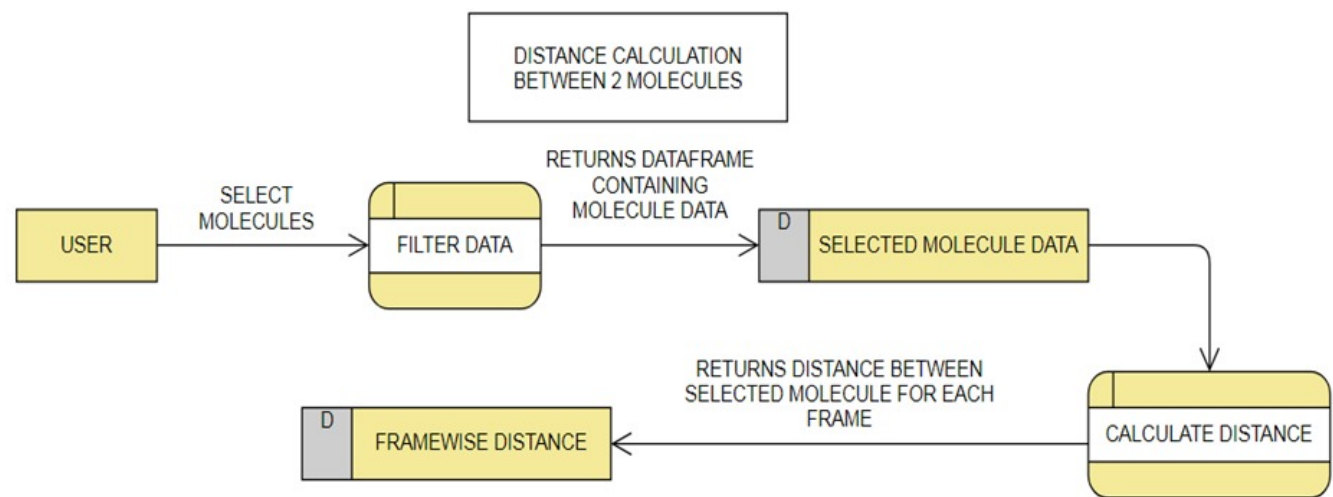 DISTANCE CALCULATION
BETWEEN 2 MOLECULES
RETURNS DATAFRAME
CONTAINING
MOLECULE DATA
SELECT
MOLECULES
USER
FILTER DATA
D
SELECTED MOLECULE DATA
RETURNS DISTANCE BETWEEN
SELECTED MOLECULE FOR EACH
FRAME
D
FRAMEWISE DISTANCE
CALCULATE DISTANCE